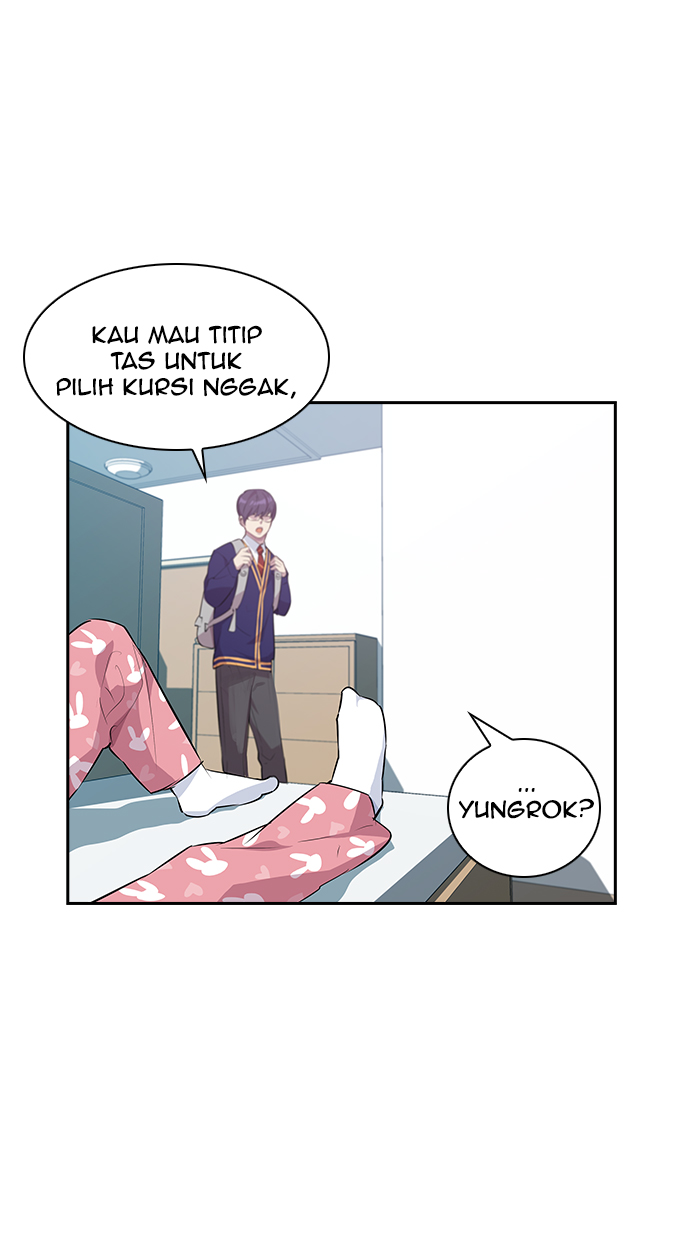 KAU MAU TITIP
TAS UNTUK
PILIH KURSI NGGAK,
...
YUNGROK?